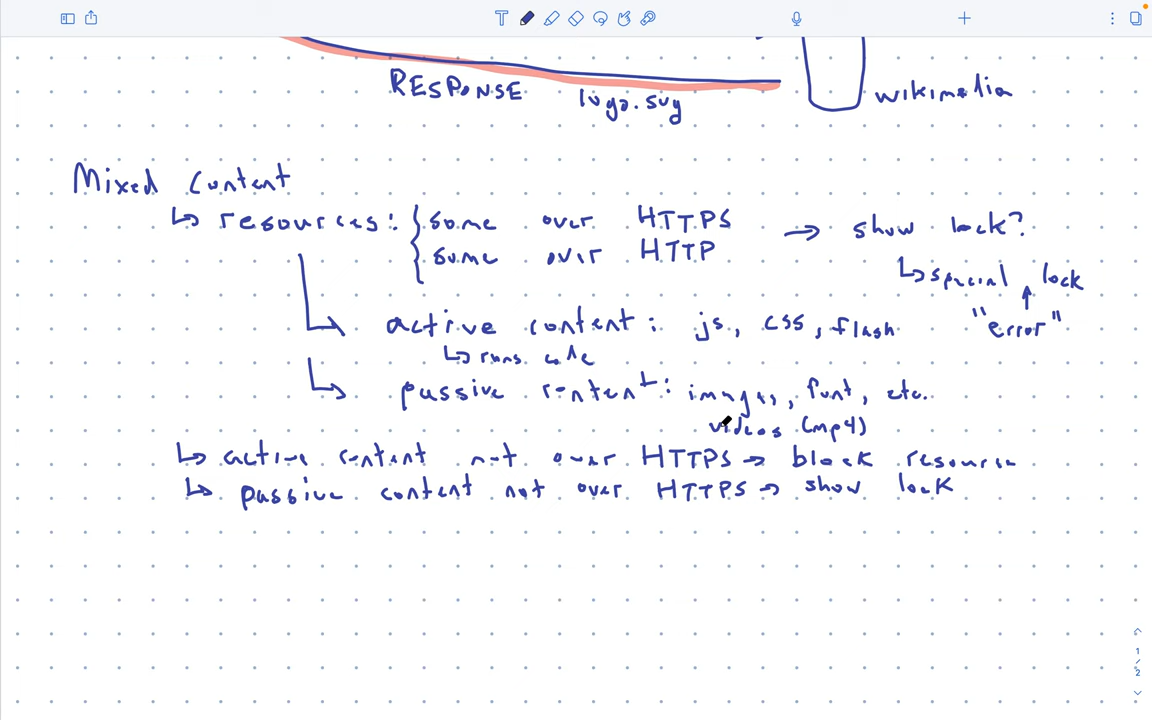 RESPONSE
logo.svg
wikimedia
Mixed Content
↳ resources: { some over HTTPS → show lock?
some over HTTP
↳ special lock
↳ active content: js, css, flash
"error"
↳ runs code
↳ passive content: images, font, etc.
videos (mp4)
↳ active content not over HTTPS → block resource
↳ passive content not over HTTPS → show lock
1
/
2